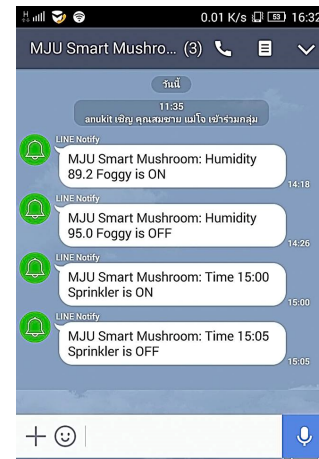 0.01 K/s 53 16:32
MJU Smart Mushro... (3)
วันนี้
11:35
anukit เชิญ คุณสมชาย แม่โจ เข้าร่วมกลุ่ม
LINE Notify
MJU Smart Mushroom: Humidity
89.2 Foggy is ON
14:18
LINE Notify
MJU Smart Mushroom: Humidity
95.0 Foggy is OFF
14:26
LINE Notify
MJU Smart Mushroom: Time 15:00
Sprinkler is ON
15:00
LINE Notify
MJU Smart Mushroom: Time 15:05
Sprinkler is OFF
15:05